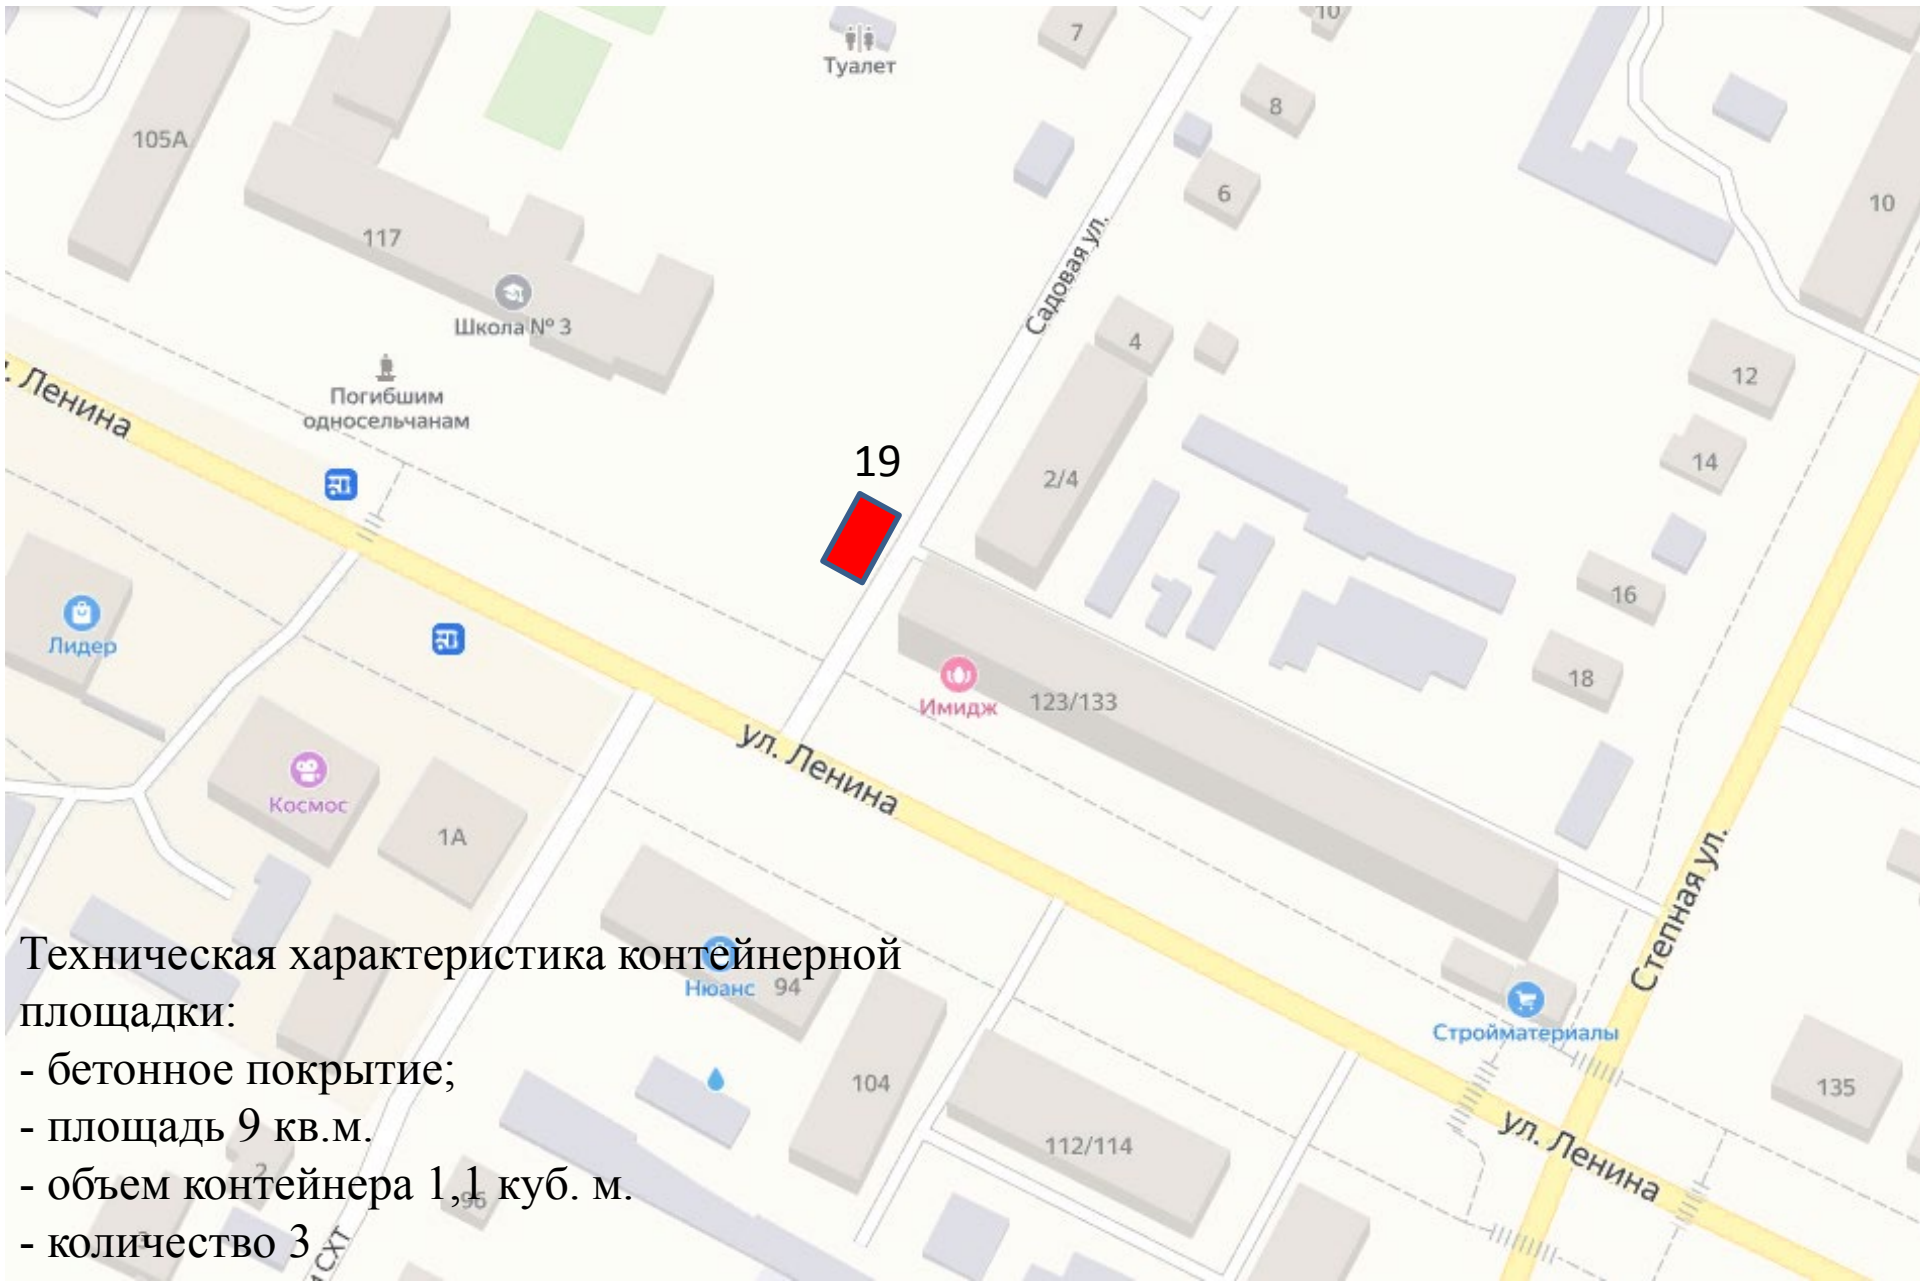 10
7
Туалет
8
105А
6
10
117
Садовая ул.
Школа № 3
4
12
Погибшим
односельчанам
. Ленина
19
14
2/4
16
Лидер
18
Имидж
123/133
ул. Ленина
Космос
1А
Степная ул.
Техническая характеристика контейнерной
площадки:
- бетонное покрытие;
- площадь 9 кв.м.
- объем контейнера 1,1 куб. м.
- количество 3
Нюанс
94
Стройматериалы
104
135
112/114
ул. Ленина
2
96
СХТ